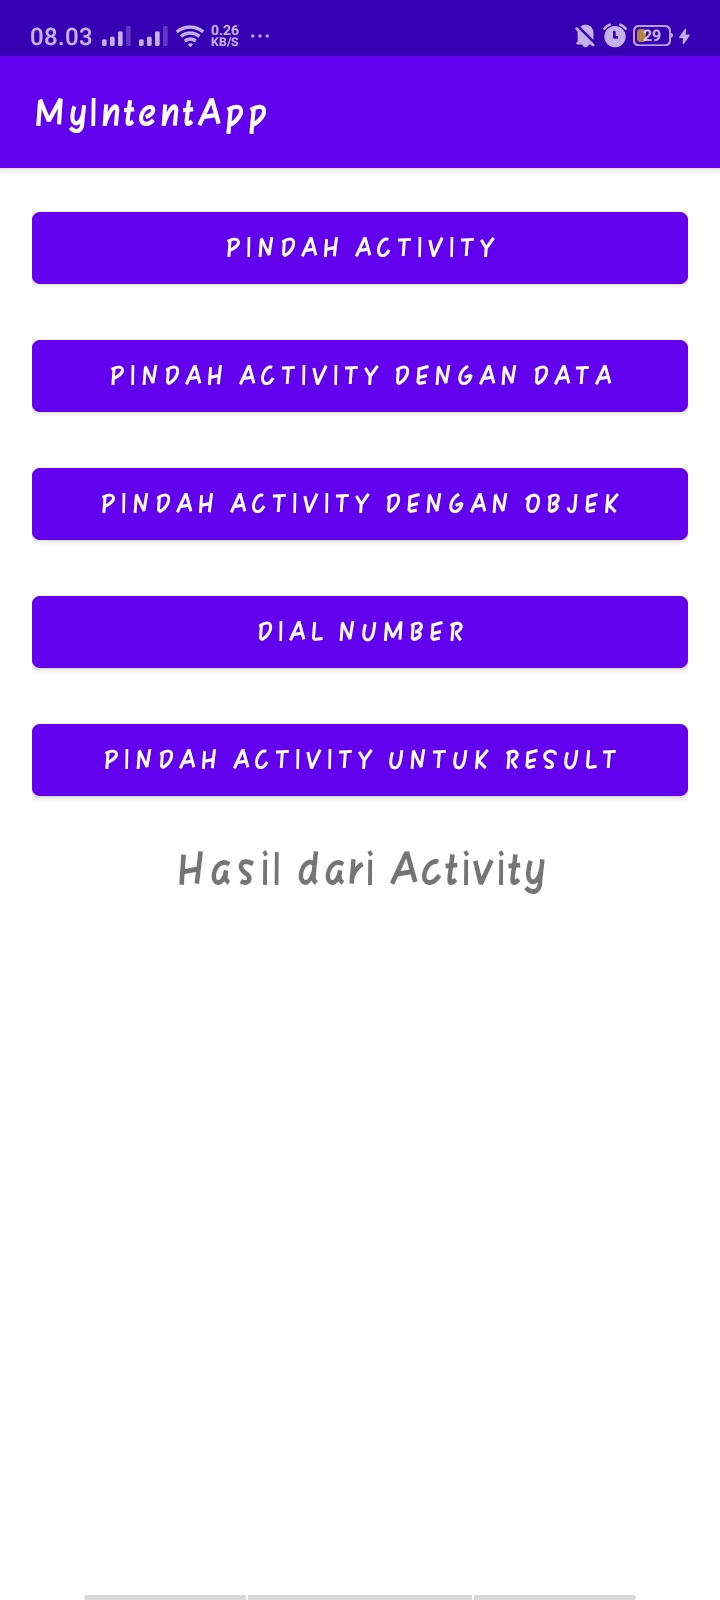 08.03 0.26 KB/S ... 29
MyIntentApp
PINDAH ACTIVITY
PINDAH ACTIVITY DENGAN DATA
PINDAH ACTIVITY DENGAN OBJEK
DIAL NUMBER
PINDAH ACTIVITY UNTUK RESULT
Hasil dari Activity